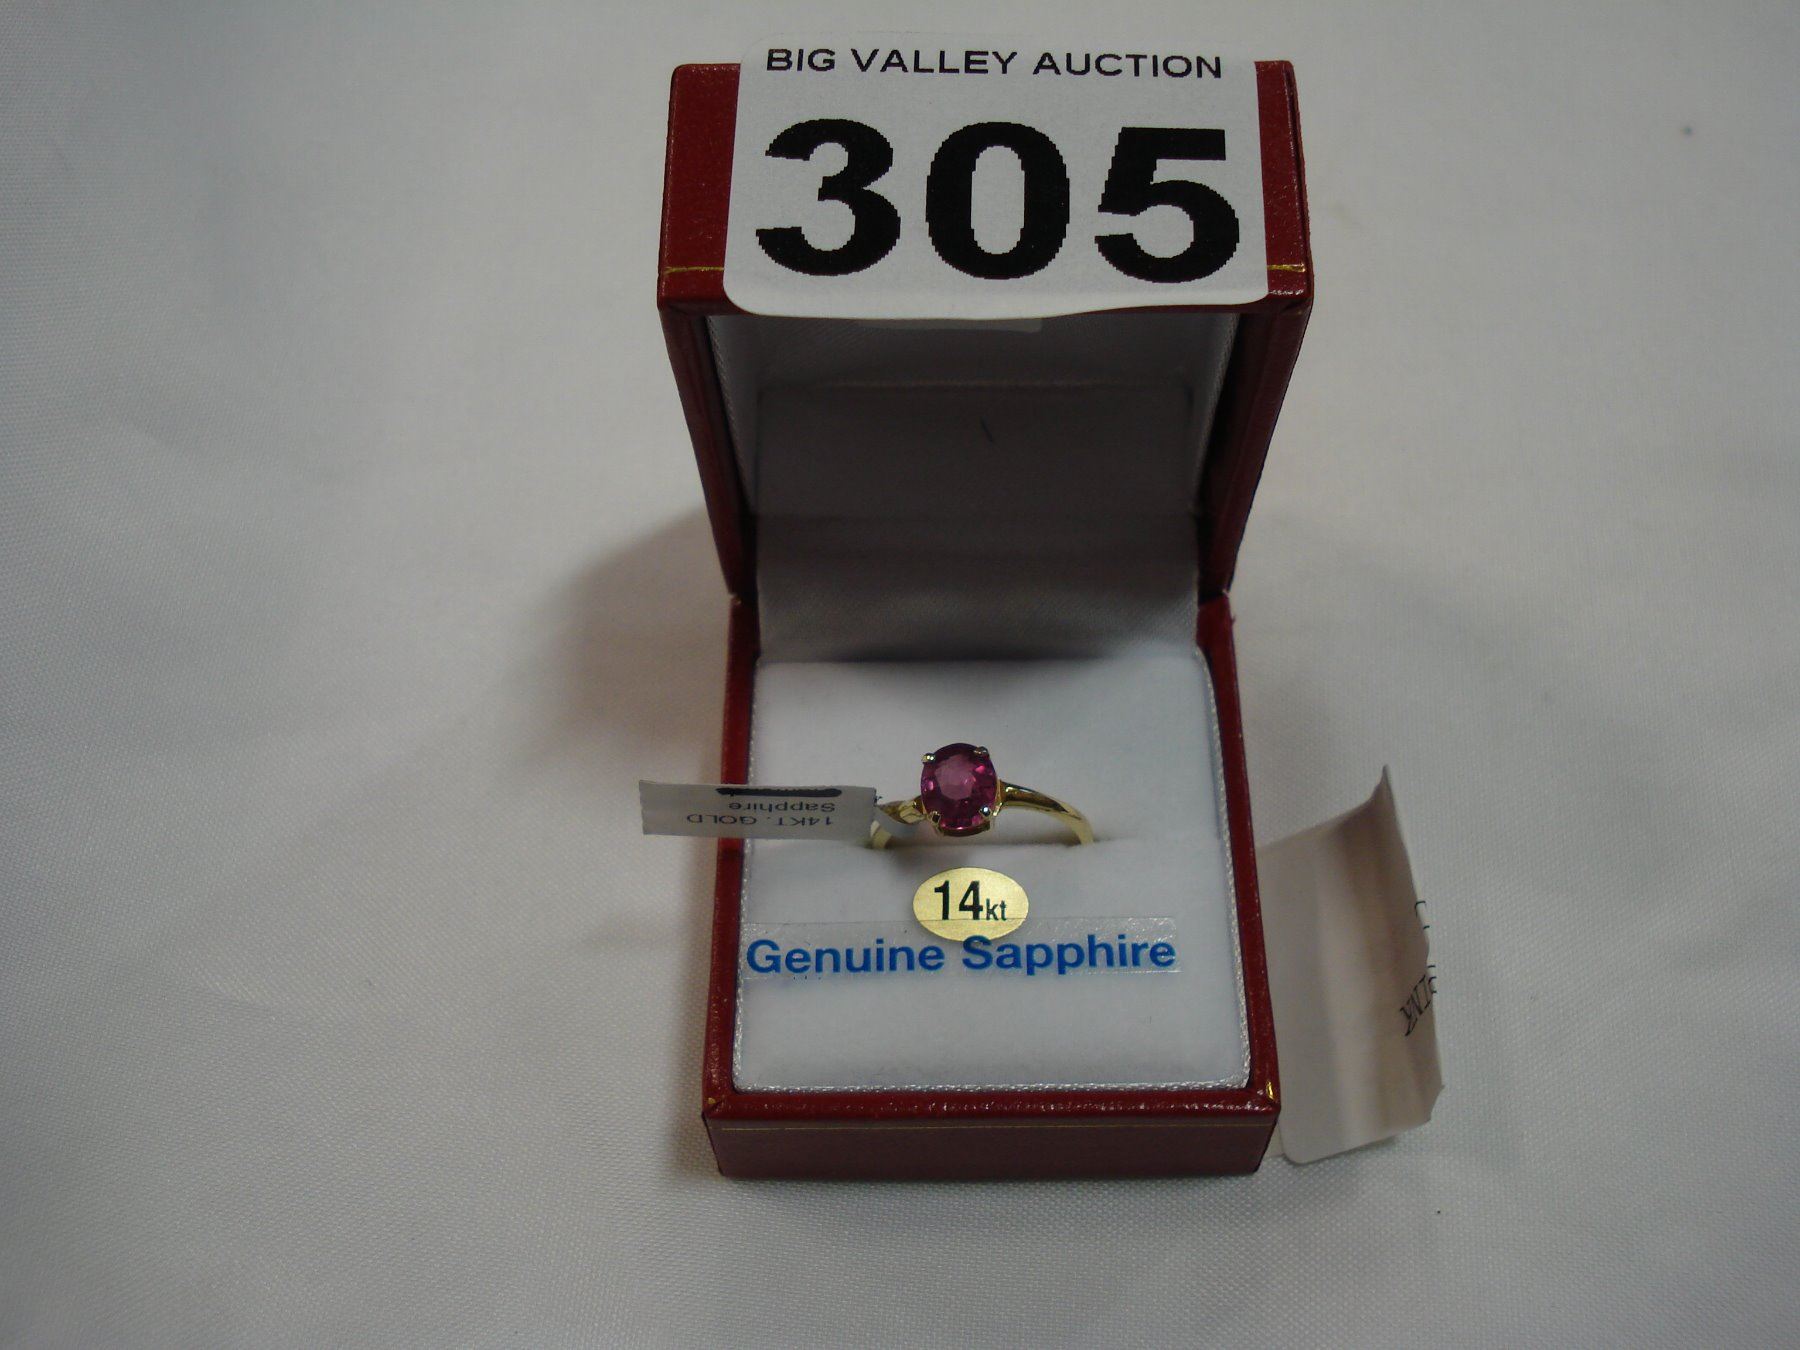 BIG VALLEY AUCTION
305
14KT. GOLD
Sapphire
14kt
Genuine Sapphire